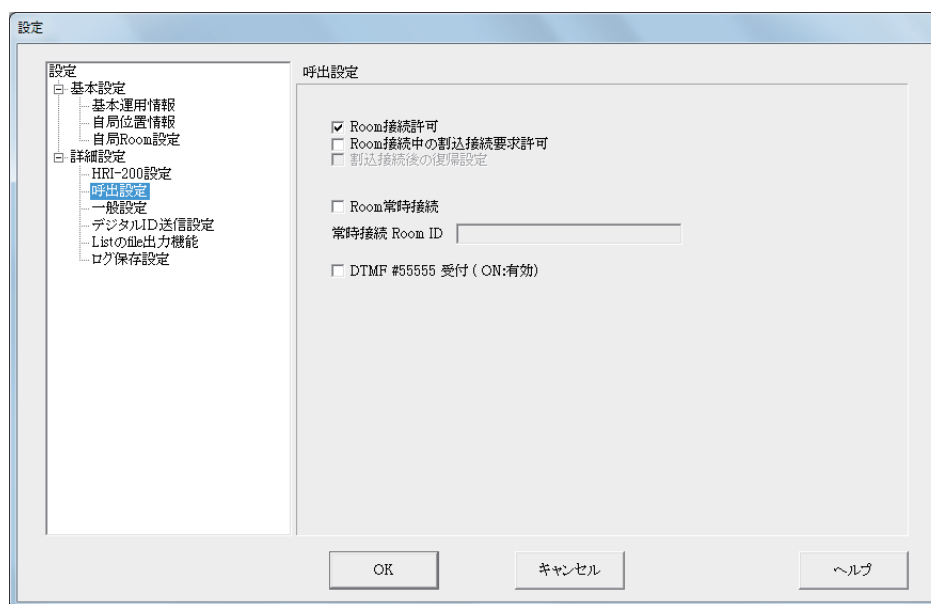 設定
設定
基本設定
基本運用情報
自局位置情報
自局Room設定
詳細設定
HRI-200設定
呼出設定
一般設定
デジタルID送信設定
Listのfile出力機能
ログ保存設定
呼出設定
Room接続許可
Room接続中の割込接続要求許可
割込接続後の復帰設定
Room常時接続
常時接続 Room ID
DTMF #55555 受付 ( ON:有効)
OK
キャンセル
ヘルプ